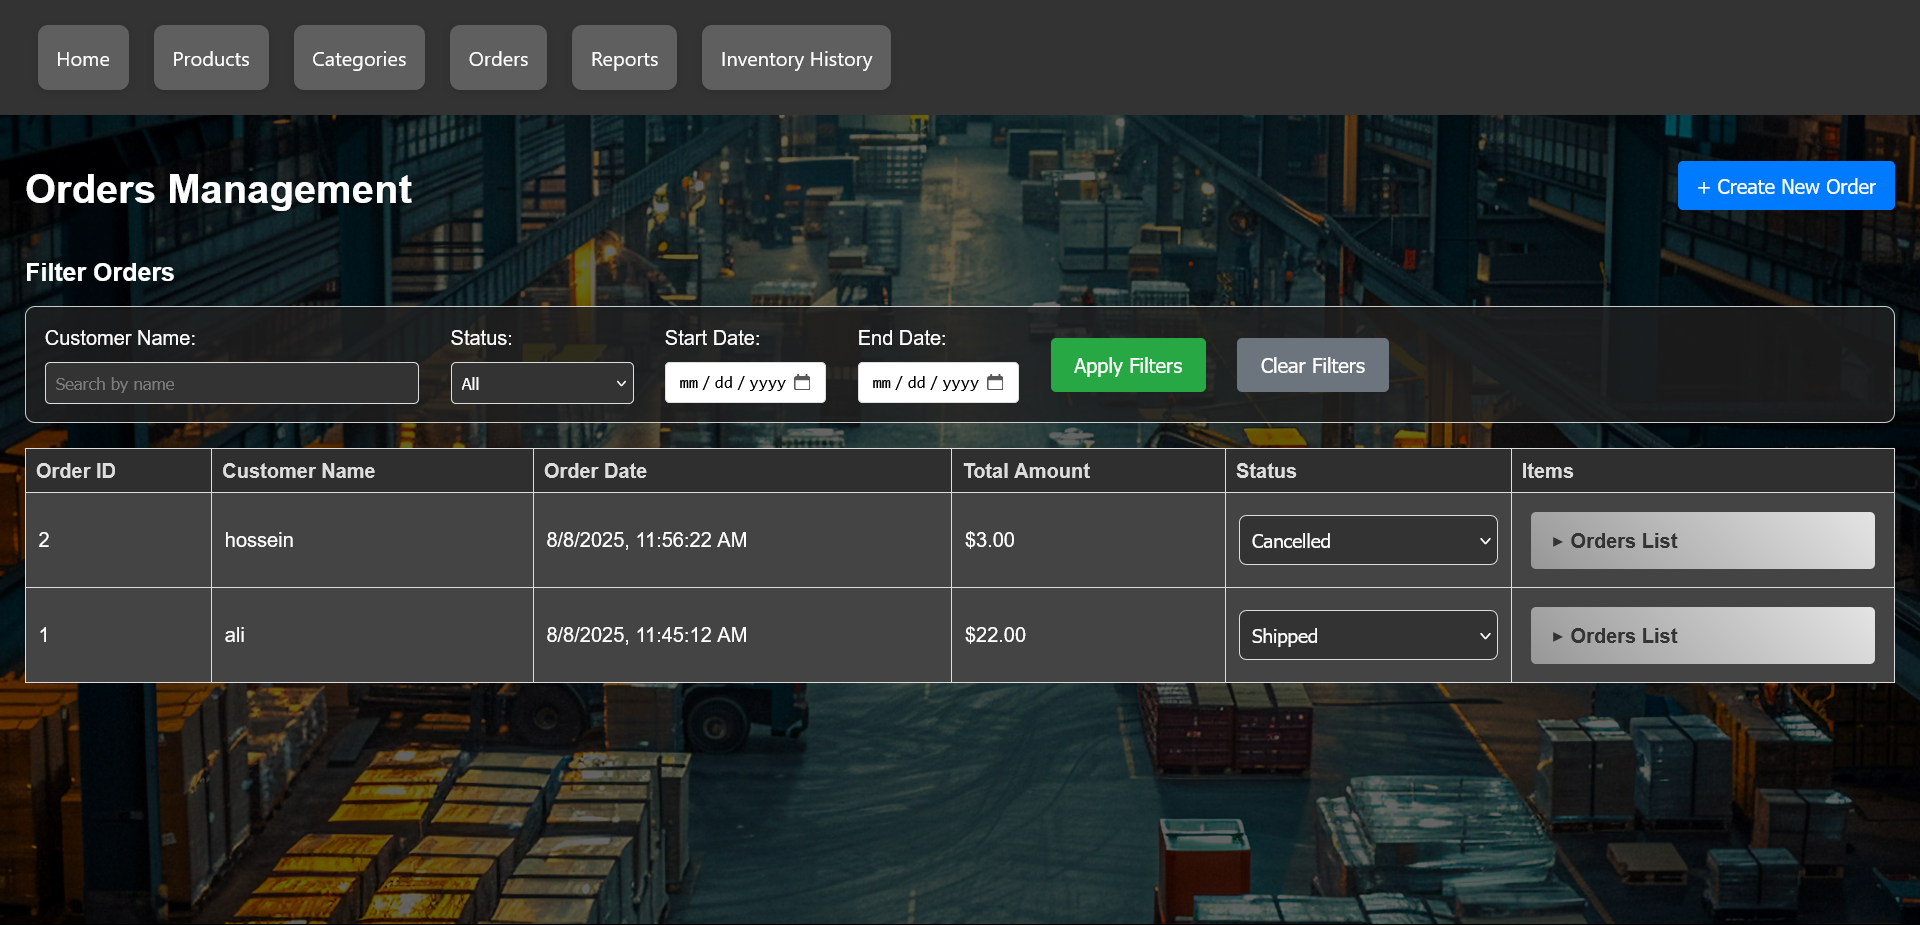 Home Products Categories Orders Reports Inventory History
Orders Management
+ Create New Order
Filter Orders
Customer Name: Status: Start Date: End Date:
Search by name All mm / dd / yyyy mm / dd / yyyy Apply Filters Clear Filters
Order ID Customer Name Order Date Total Amount Status Items
2 hossein 8/8/2025, 11:56:22 AM $3.00 Cancelled ▸ Orders List
1 ali 8/8/2025, 11:45:12 AM $22.00 Shipped ▸ Orders List